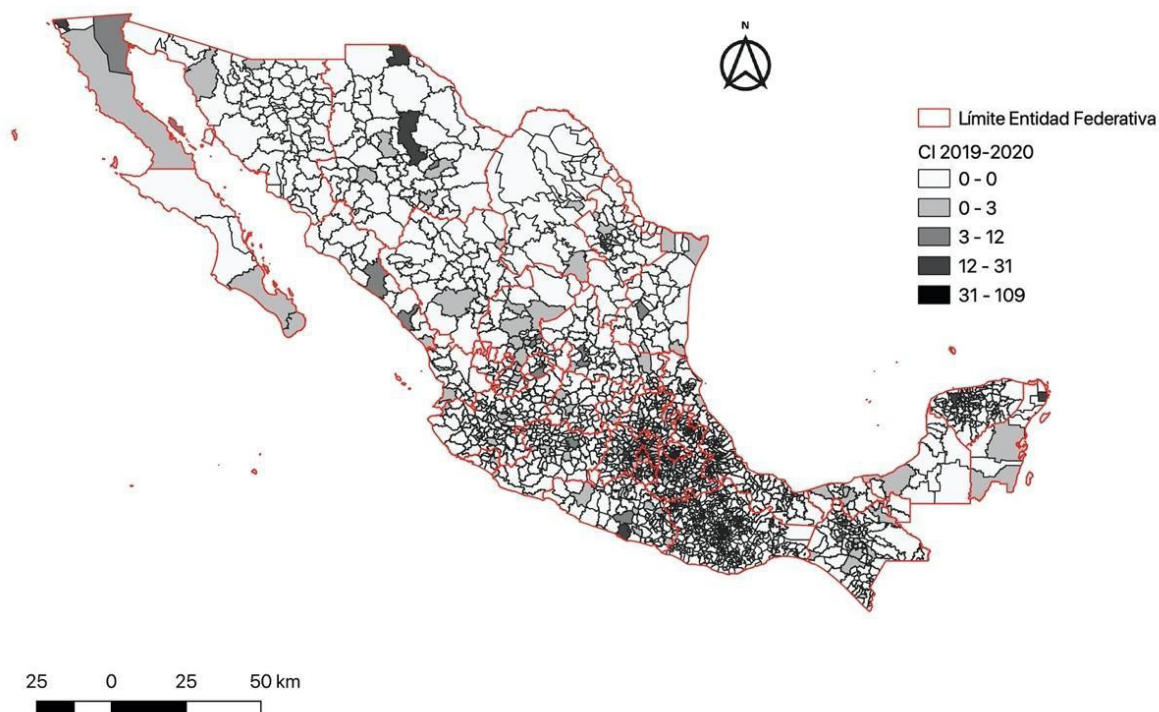 N
Límite Entidad Federativa
CI 2019-2020
0 - 0
0 - 3
3 - 12
12 - 31
31 - 109
25 0 25 50 km